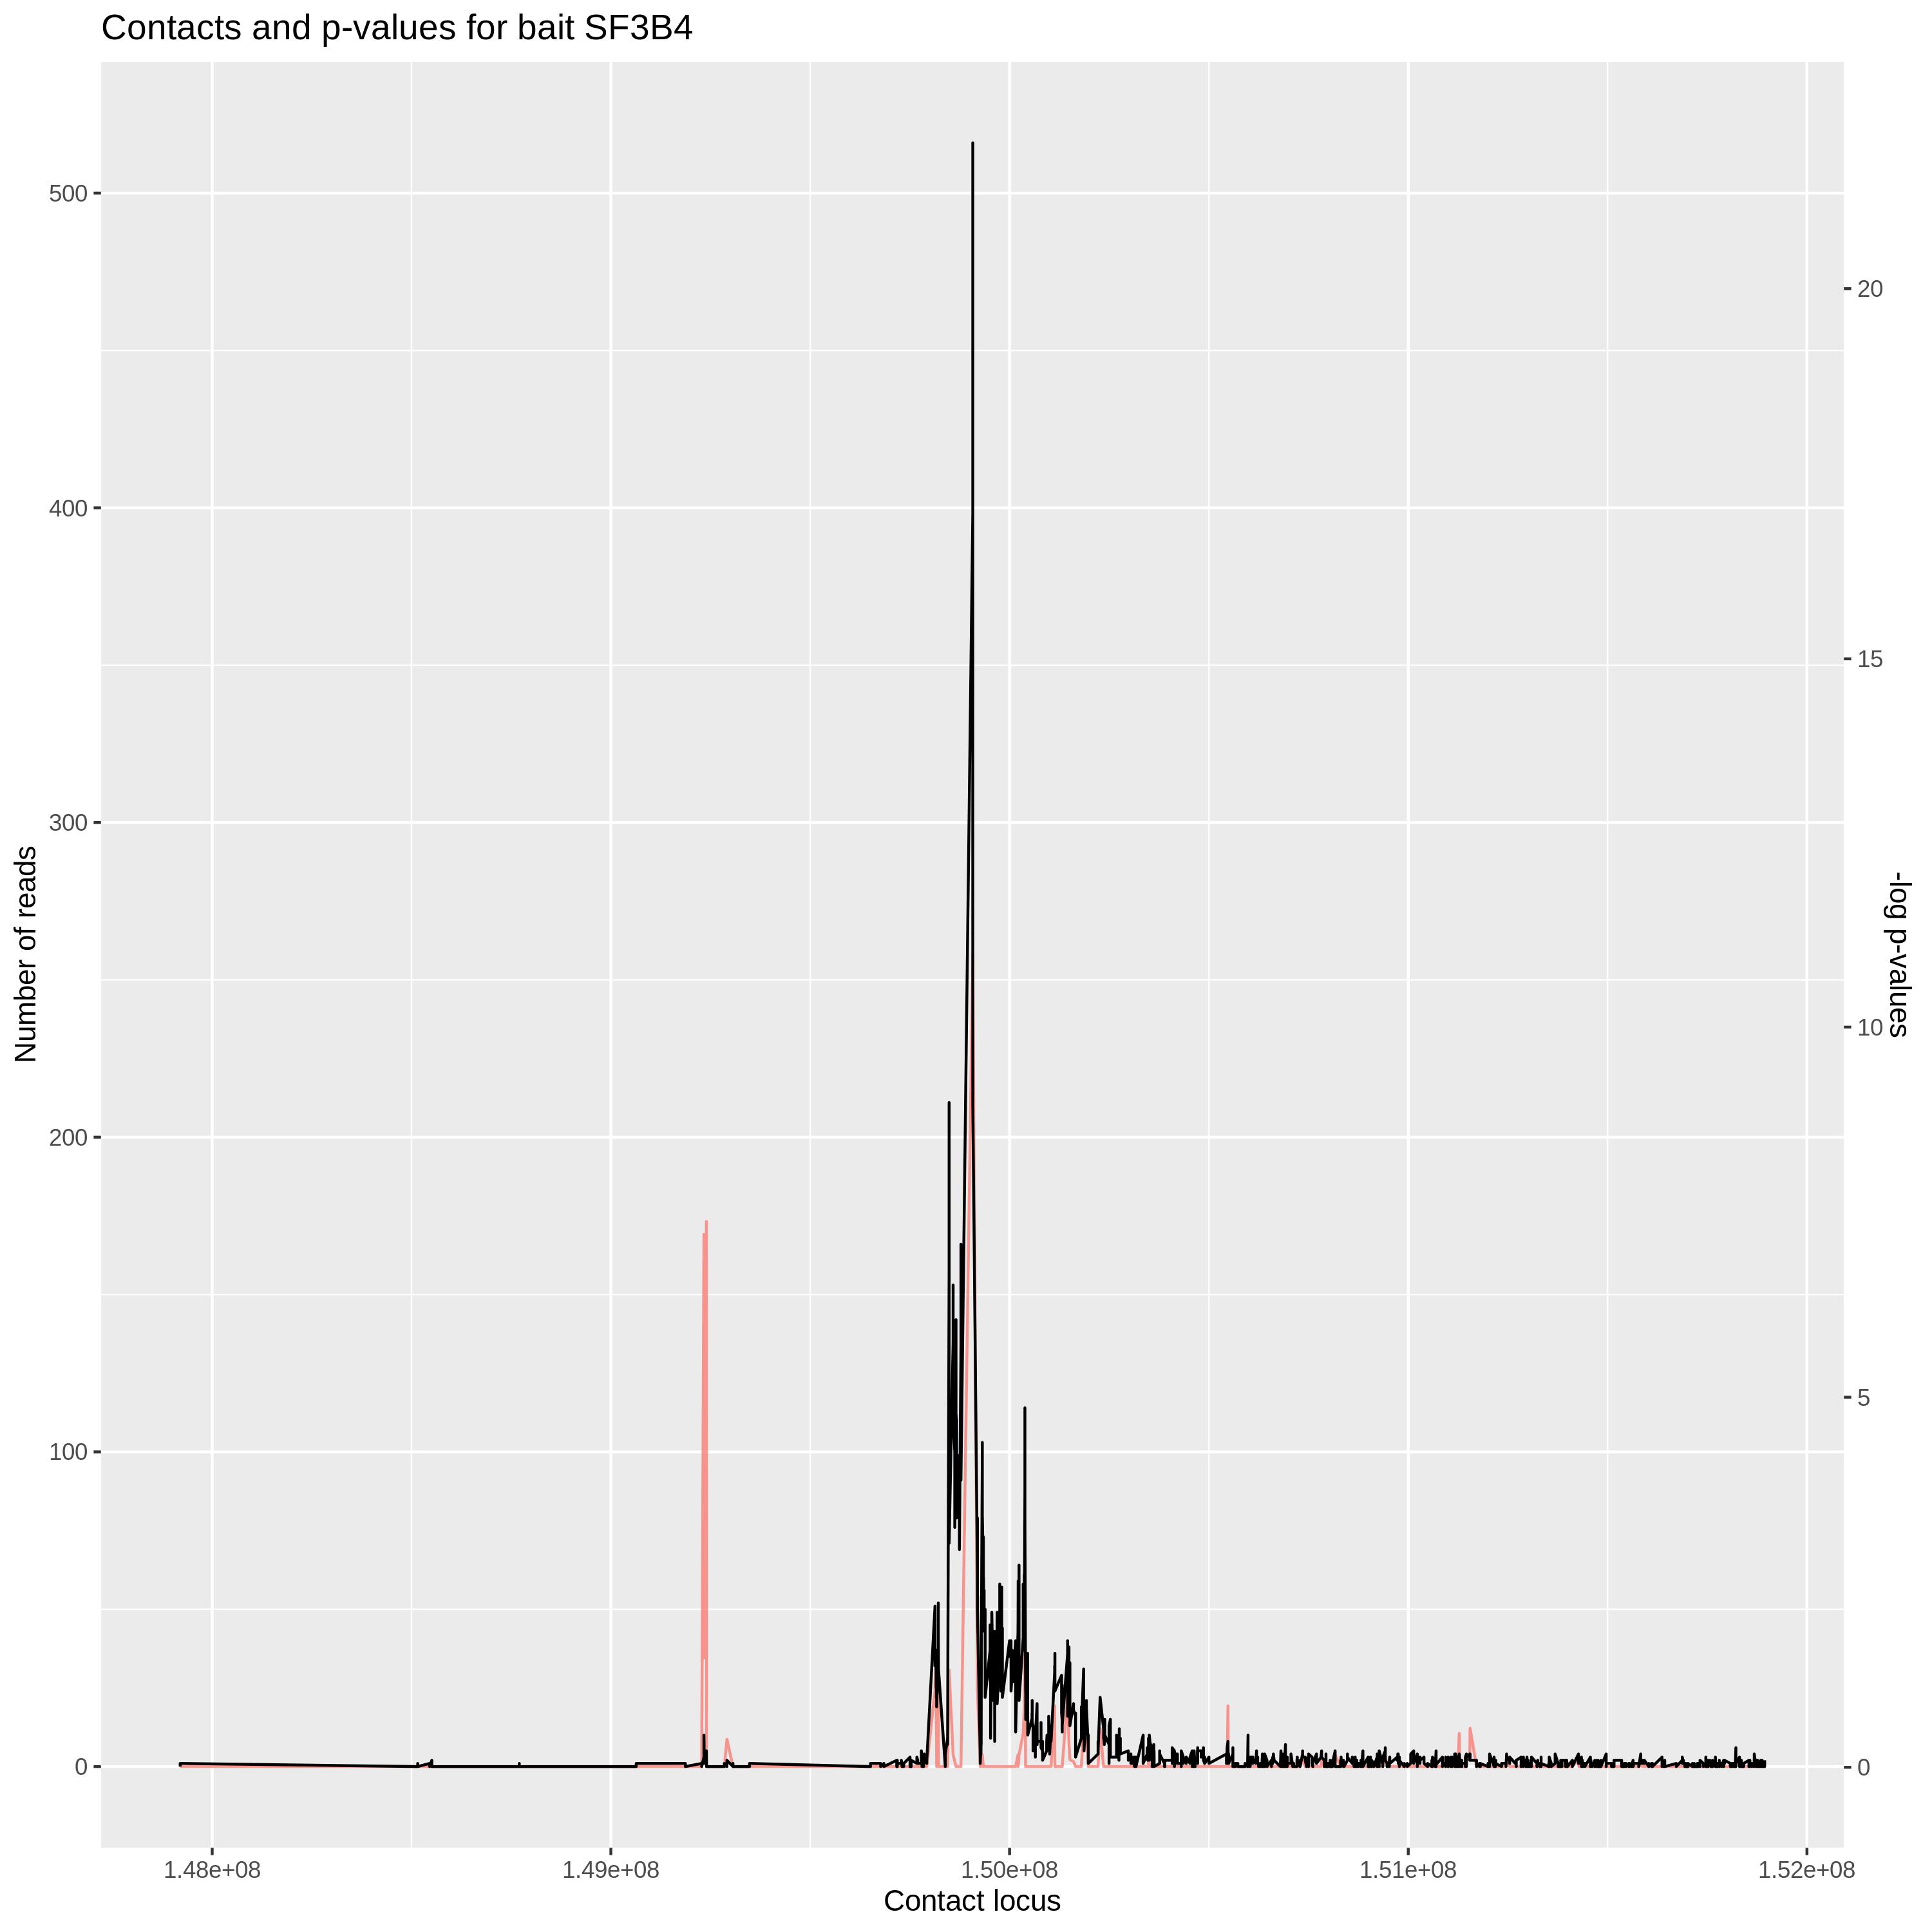 Contacts and p-values for bait SF3B4
500
400
300
200
100
0
Number of reads
20
15
10
5
0
-log p-values
1.48e+08
1.49e+08
1.50e+08
1.51e+08
1.52e+08
Contact locus